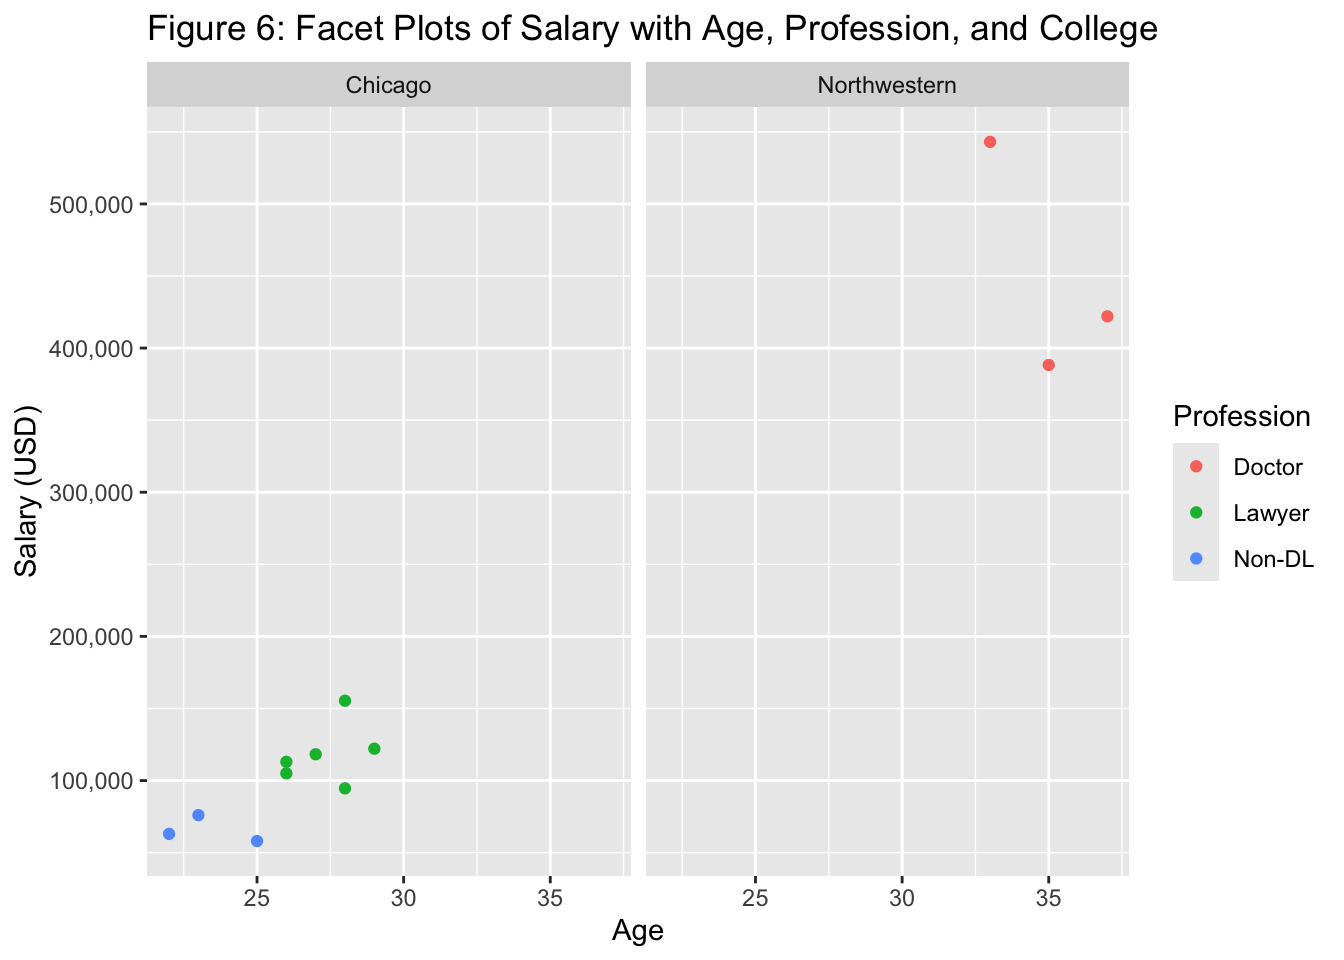 Figure 6: Facet Plots of Salary with Age, Profession, and College
Chicago
Northwestern
500,000
400,000
300,000
200,000
100,000
Salary (USD)
25
30
35
25
30
35
Age
Profession
Doctor
Lawyer
Non-DL